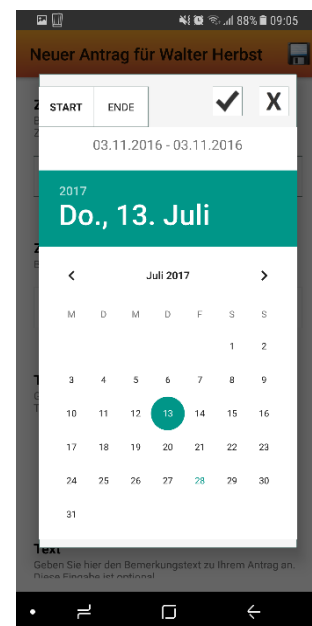 88% 09:05
Neuer Antrag für Walter Herbst
START ENDE X
03.11.2016 - 03.11.2016
2017
Do., 13. Juli
Juli 2017
M D M D F S S
1 2
3 4 5 6 7 8 9
10 11 12 13 14 15 16
17 18 19 20 21 22 23
24 25 26 27 28 29 30
31
Text
Geben Sie hier den Bemerkungstext zu Ihrem Antrag an.
Diese Eingabe ist optional